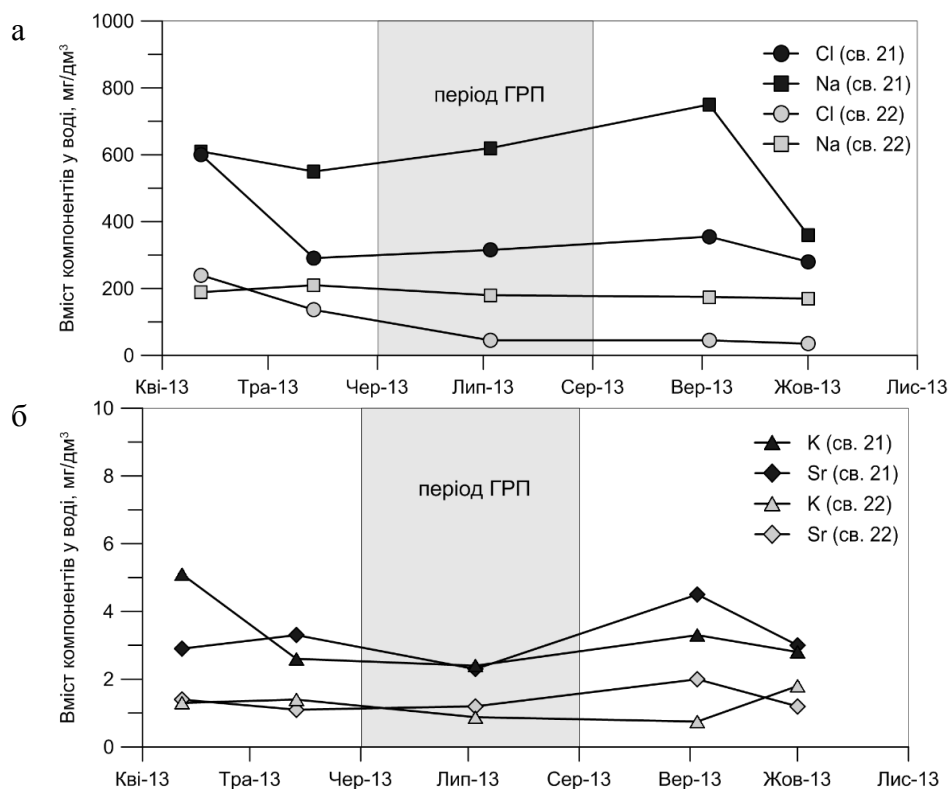 а
Вміст компонентів у воді, мг/дм³
1000
800
600
400
200
0
період ГРП
Cl (св. 21)
Na (св. 21)
Cl (св. 22)
Na (св. 22)
Кві-13 Тра-13 Чер-13 Лип-13 Сер-13 Вер-13 Жов-13 Лис-13
б
Вміст компонентів у воді, мг/дм³
10
8
6
4
2
0
період ГРП
K (св. 21)
Sr (св. 21)
K (св. 22)
Sr (св. 22)
Кві-13 Тра-13 Чер-13 Лип-13 Сер-13 Вер-13 Жов-13 Лис-13